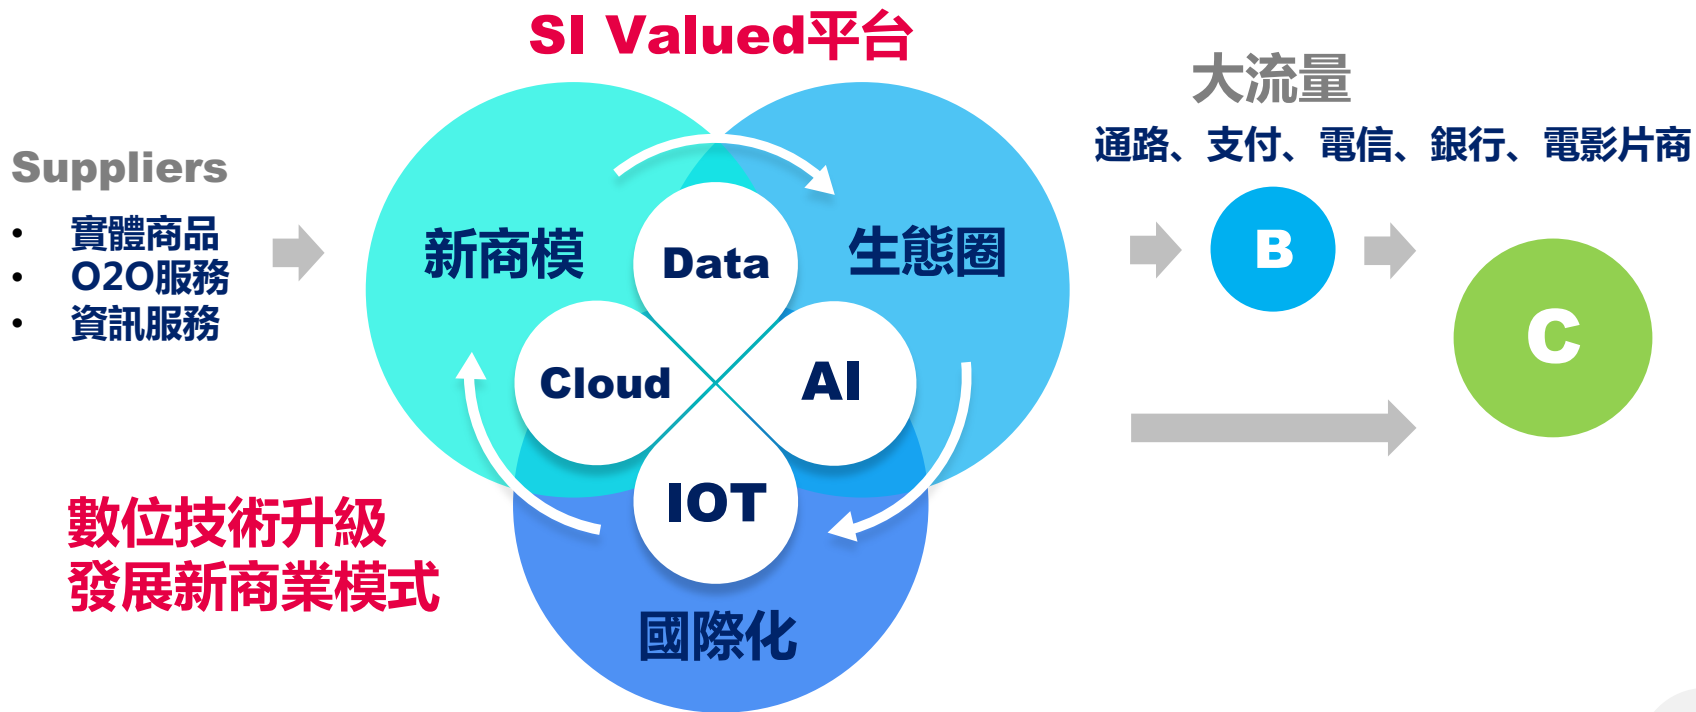 SI Valued平台
大流量
通路、支付、電信、銀行、電影片商
Suppliers
• 實體商品
• O2O服務
• 資訊服務
新商模
Data
生態圈
B
C
Cloud
AI
IOT
數位技術升級
發展新商業模式
國際化